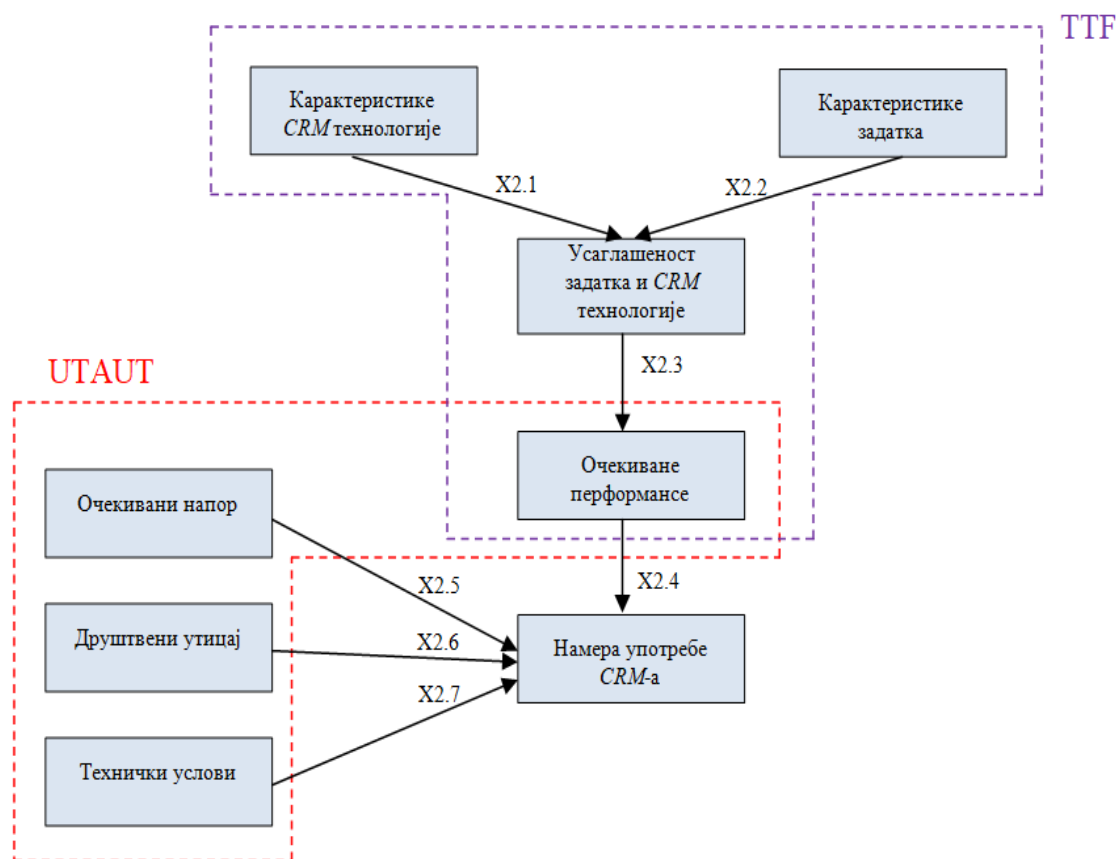 TTF
Карактеристике
CRM технологије
Карактеристике
задатка
X2.1
X2.2
Усаглашеност
задатка и CRM
технологије
X2.3
UTAUT
Очекиване
перформансе
Очекивани напор
X2.4
X2.5
Друштвени утицај
X2.6
Намера употребе
CRM-а
X2.7
Технички услови